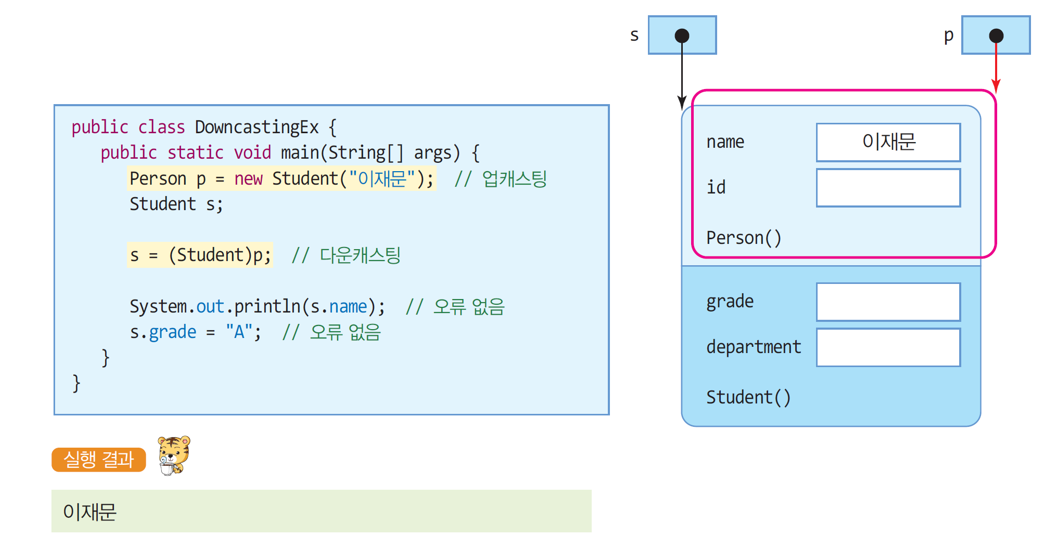 public class DowncastingEx {
public static void main(String[] args) {
Person p = new Student("이재문"); // 업캐스팅
Student s;
s = (Student)p; // 다운캐스팅
System.out.println(s.name); // 오류 없음
s.grade = "A"; // 오류 없음
}
}
실행 결과
이재문
s
p
name 이재문
id
Person()
grade
department
Student()